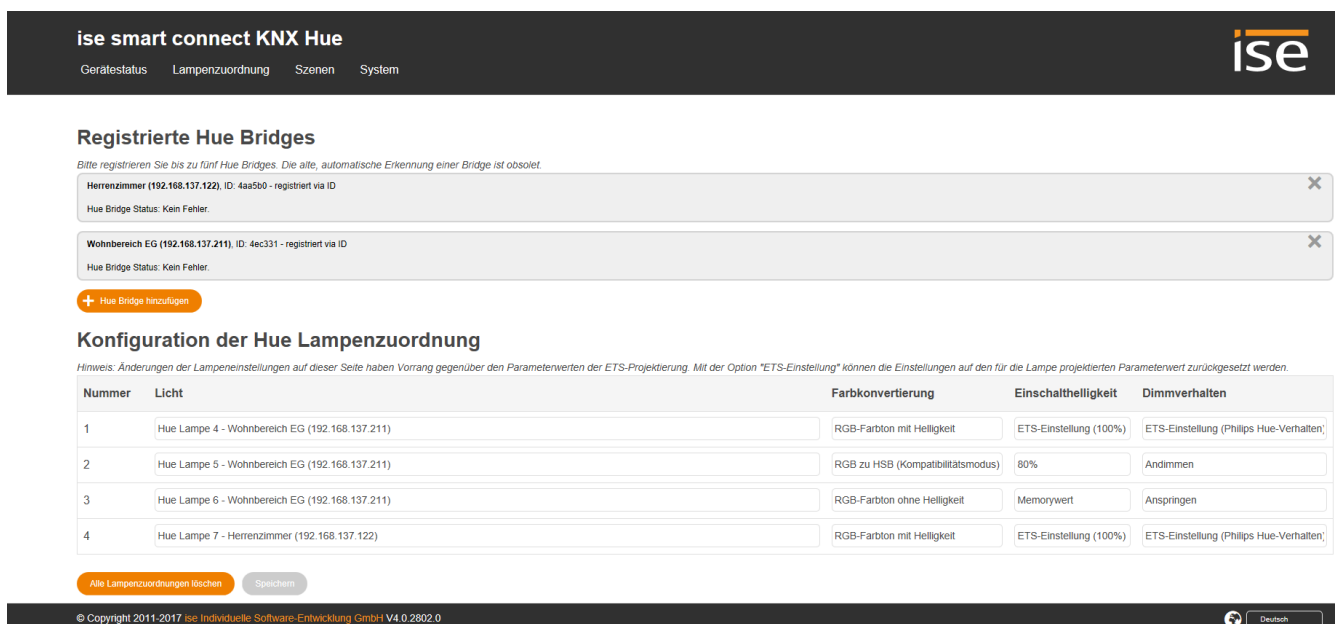 ise smart connect KNX Hue
ise
Gerätestatus Lampenzuordnung Szenen System
Registrierte Hue Bridges
Bitte registrieren Sie bis zu fünf Hue Bridges. Die alte, automatische Erkennung einer Bridge ist obsolet.
Herrenzimmer (192.168.137.122), ID: 4aa5b0 - registriert via ID
Hue Bridge Status: Kein Fehler.
Wohnbereich EG (192.168.137.211), ID: 4ec331 - registriert via ID
Hue Bridge Status: Kein Fehler.
Hue Bridge hinzufügen
Konfiguration der Hue Lampenzuordnung
Hinweis: Änderungen der Lampeneinstellungen auf dieser Seite haben Vorrang gegenüber den Parameterwerten der ETS-Projektierung. Mit der Option "ETS-Einstellung" können die Einstellungen auf den für die Lampe projektierten Parameterwert zurückgesetzt werden.
Nummer Licht Farbkonvertierung Einschalthelligkeit Dimmverhalten
1 Hue Lampe 4 - Wohnbereich EG (192.168.137.211) RGB-Farbton mit Helligkeit ETS-Einstellung (100%) ETS-Einstellung (Philips Hue-Verhalten)
2 Hue Lampe 5 - Wohnbereich EG (192.168.137.211) RGB zu HSB (Kompatibilitätsmodus) 80% Andimmen
3 Hue Lampe 6 - Wohnbereich EG (192.168.137.211) RGB-Farbton ohne Helligkeit Memorywert Anspringen
4 Hue Lampe 7 - Herrenzimmer (192.168.137.122) RGB-Farbton mit Helligkeit ETS-Einstellung (100%) ETS-Einstellung (Philips Hue-Verhalten)
Alle Lampenzuordnungen löschen Speichern
© Copyright 2011-2017 ise Individuelle Software-Entwicklung GmbH V4.0.2802.0 Deutsch